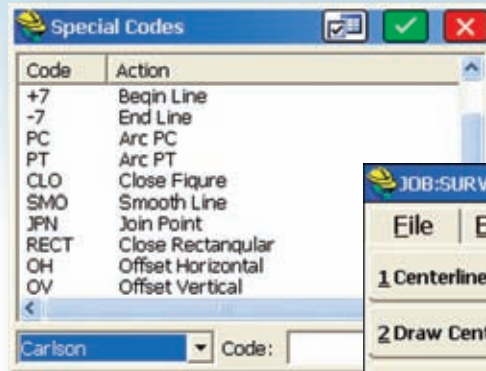 Special Codes
Code Action
+7 Begin Line
-7 End Line
PC Arc PC
PT Arc PT
CLO Close Figure
SMO Smooth Line
JPN Join Point
RECT Close Rectangular
OH Offset Horizontal
OV Offset Vertical
Carlson Code:
JOB:SURV
File E
1 Centerline
2 Draw Cent